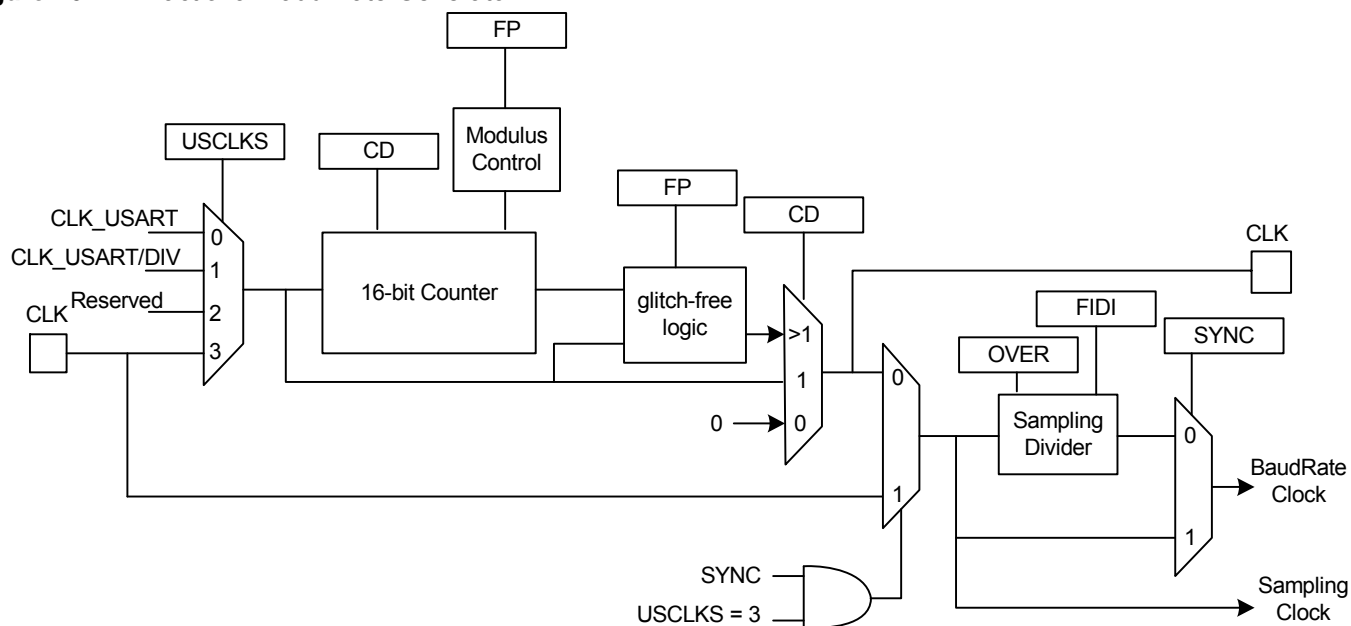 FP
Modulus
Control
USCLKS
CD
FP
CD
CLK_USART
0
CLK_USART/DIV
1
Reserved
2
CLK
3
16-bit Counter
glitch-free
logic
>1
1
0
0
CLK
FIDI
OVER
SYNC
0
1
Sampling
Divider
0
1
BaudRate
Clock
SYNC
USCLKS = 3
Sampling
Clock